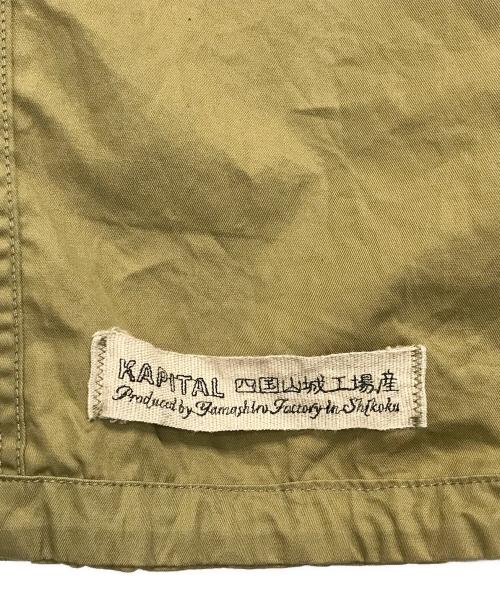 KAPITAL 四国山城工場産
Produced by Yamashiro Factory in Shikoku